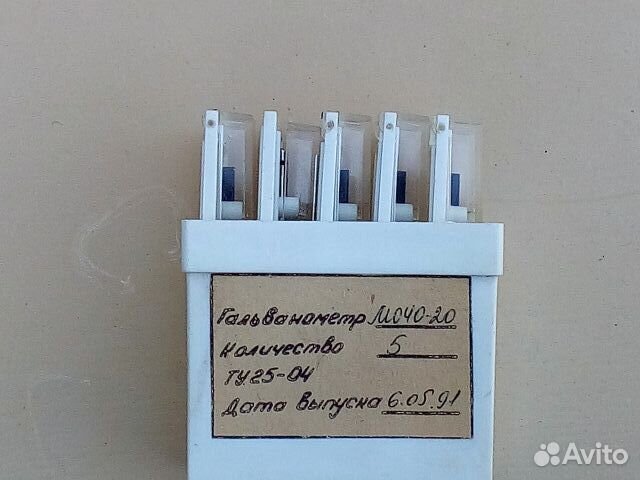 Гальванометр М040-20
Количество 5
ТУ25-04
Дата выпуска 6.05.91
Avito